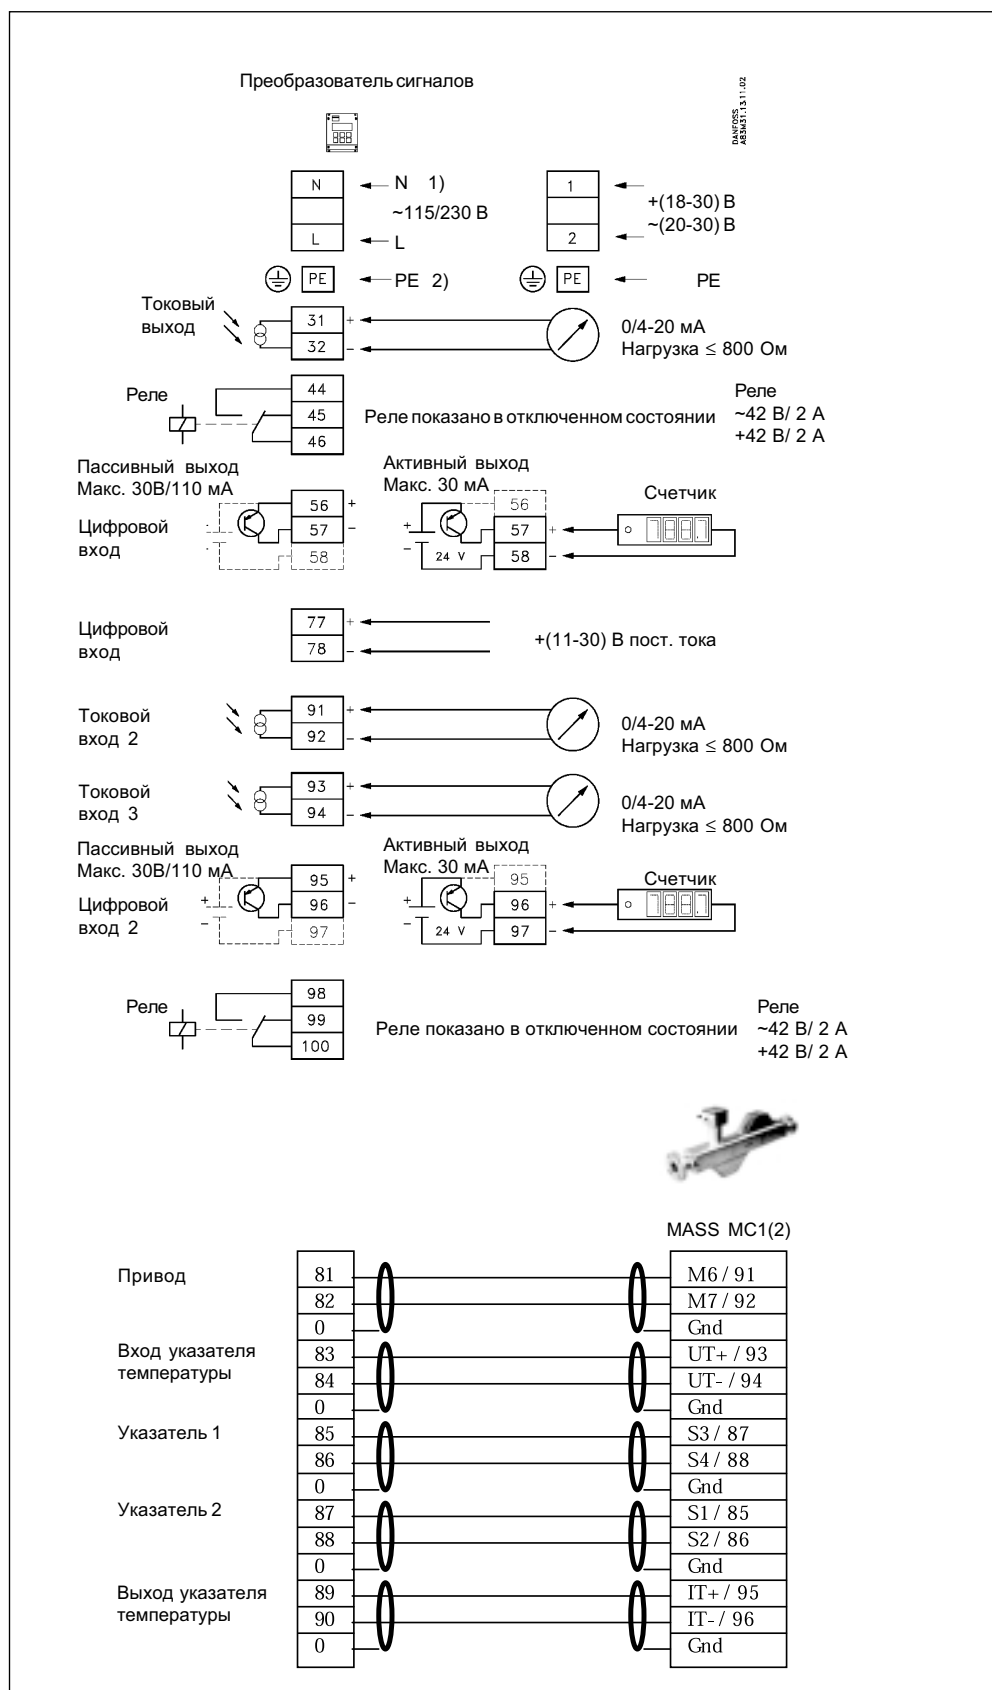 Преобразователь сигналов
DANFOSS
A83M31.13.11.02
N
N 1)
~115/230 В
L
L
1
+(18-30) В
~(20-30) В
2
PE
PE 2)
PE
PE
Токовый
выход
31 +
32 –
0/4-20 мА
Нагрузка ≤ 800 Ом
Реле
44
45
46
Реле показано в отключенном состоянии
Реле
~42 В/ 2 А
+42 В/ 2 А
Пассивный выход
Макс. 30В/110 мА
Цифровой
вход
56 +
57 –
58
Активный выход
Макс. 30 мА
+
–
24 V
56
57 +
58 –
Счетчик
Цифровой
вход
77 +
78 –
+(11-30) В пост. тока
Токовой
вход 2
91 +
92 –
0/4-20 мА
Нагрузка ≤ 800 Ом
Токовой
вход 3
93 +
94 –
0/4-20 мА
Нагрузка ≤ 800 Ом
Пассивный выход
Макс. 30В/110 мА
Цифровой
вход 2
+
–
95 +
96 –
97
Активный выход
Макс. 30 мА
+
–
24 V
95
96 +
97 –
Счетчик
Реле
98
99
100
Реле показано в отключенном состоянии
Реле
~42 В/ 2 А
+42 В/ 2 А
MASS MC1(2)
Привод
81 M6 / 91
82 M7 / 92
0 Gnd
Вход указателя
температуры
83 UT+ / 93
84 UT- / 94
0 Gnd
Указатель 1
85 S3 / 87
86 S4 / 88
0 Gnd
Указатель 2
87 S1 / 85
88 S2 / 86
0 Gnd
Выход указателя
температуры
89 IT+ / 95
90 IT- / 96
0 Gnd